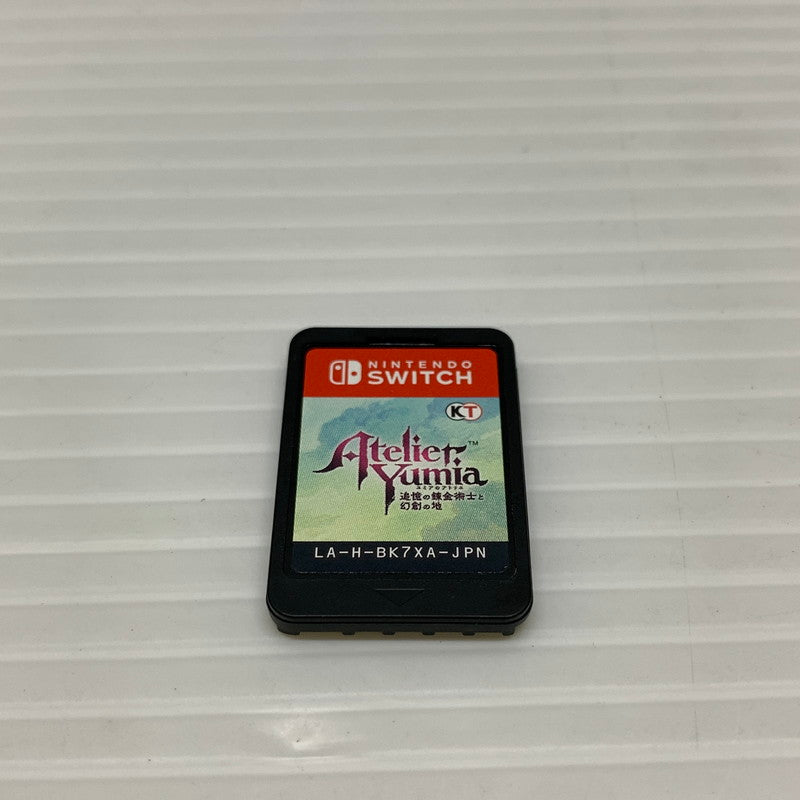 NINTENDO
SWITCH
KT
Atelier™
Yumia
ユミアのアトリエ
追憶の錬金術士と
幻創の地
LA-H-BK7XA-JPN